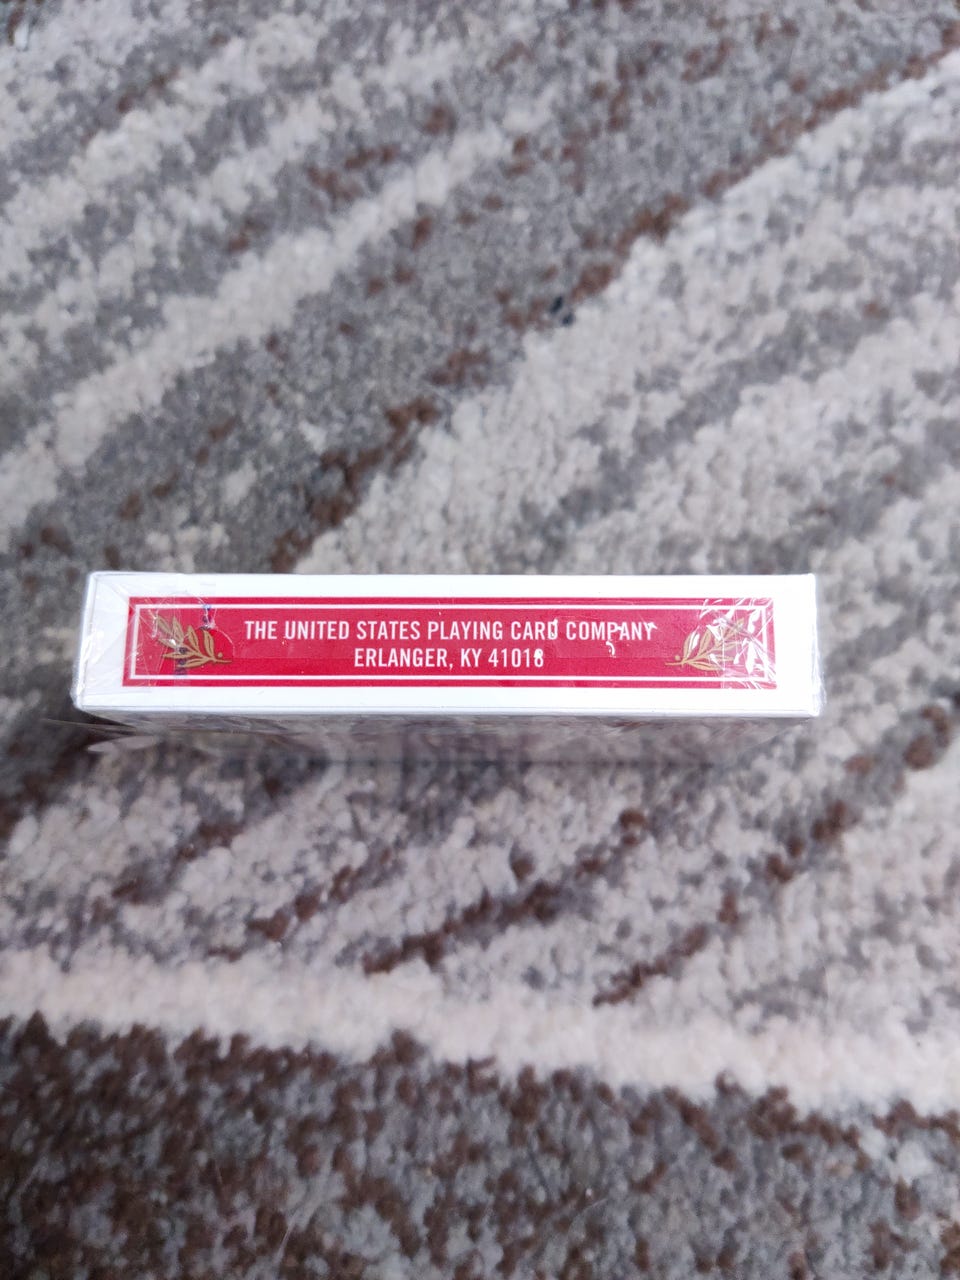 THE UNITED STATES PLAYING CARD COMPANY
ERLANGER, KY 41018